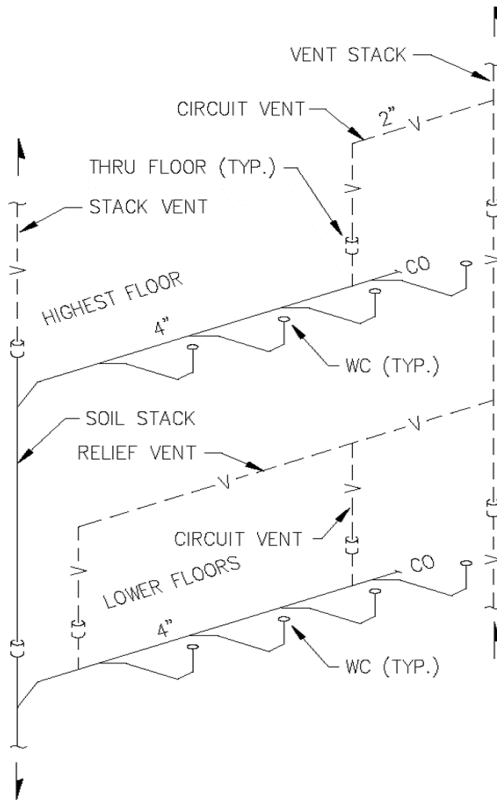 VENT STACK
CIRCUIT VENT
2"
V
THRU FLOOR (TYP.)
V
STACK VENT
V
V
CO
HIGHEST FLOOR
4"
WC (TYP.)
SOIL STACK
V
RELIEF VENT
V
V
CIRCUIT VENT
V
V
CO
LOWER FLOORS
4"
WC (TYP.)